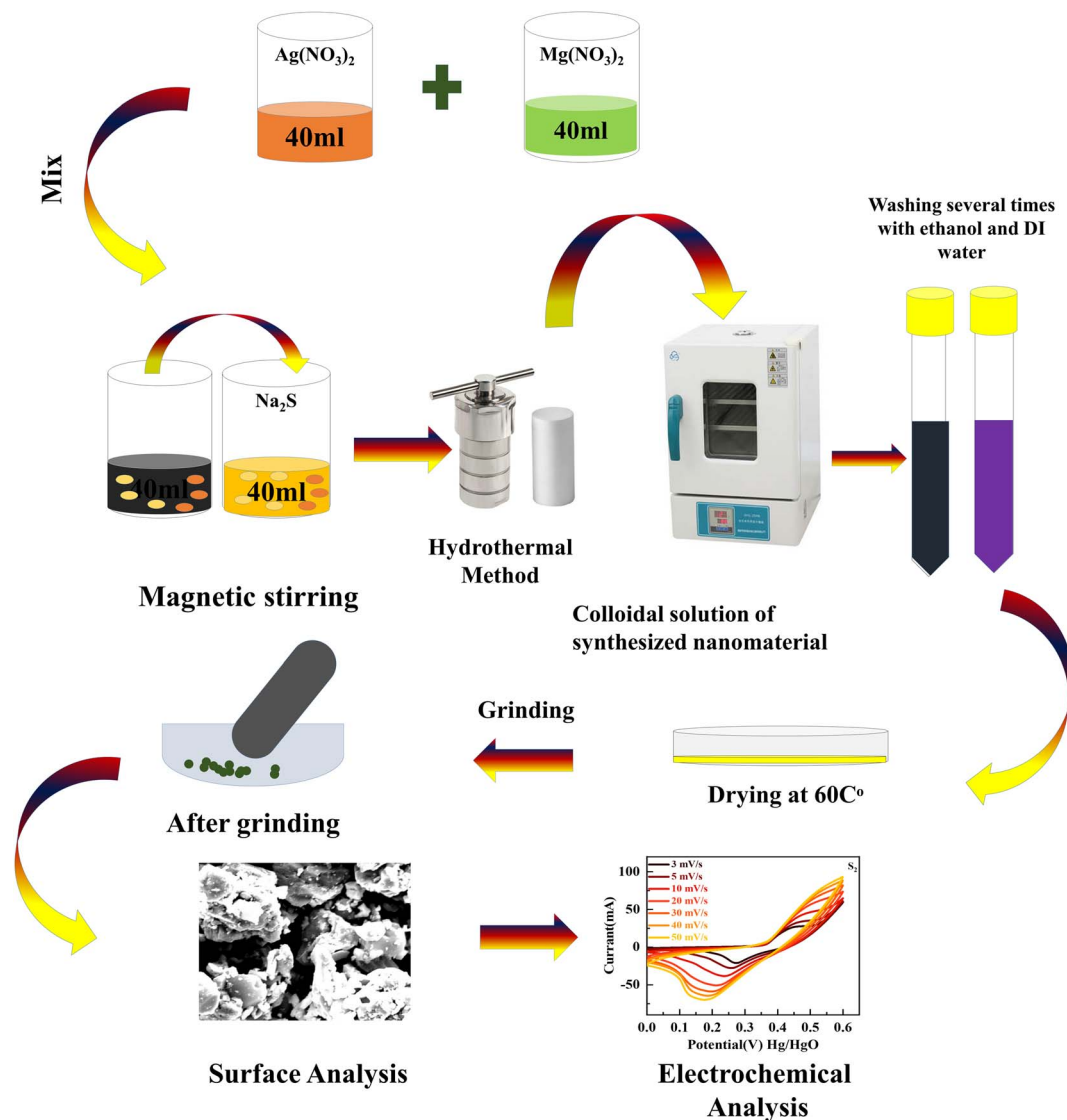 Ag(NO₃)₂
Mg(NO₃)₂
40ml
40ml
Mix
Washing several times
with ethanol and DI
water
Na₂S
40ml
40ml
Hydrothermal
Method
Magnetic stirring
Colloidal solution of
synthesized nanomaterial
Grinding
Drying at 60Cᵒ
After grinding
3 mV/s
5 mV/s
10 mV/s
20 mV/s
30 mV/s
40 mV/s
50 mV/s
S₂
100
50
0
-50
Currant(mA)
0.0 0.1 0.2 0.3 0.4 0.5 0.6
Potential(V) Hg/HgO
Surface Analysis
Electrochemical
Analysis